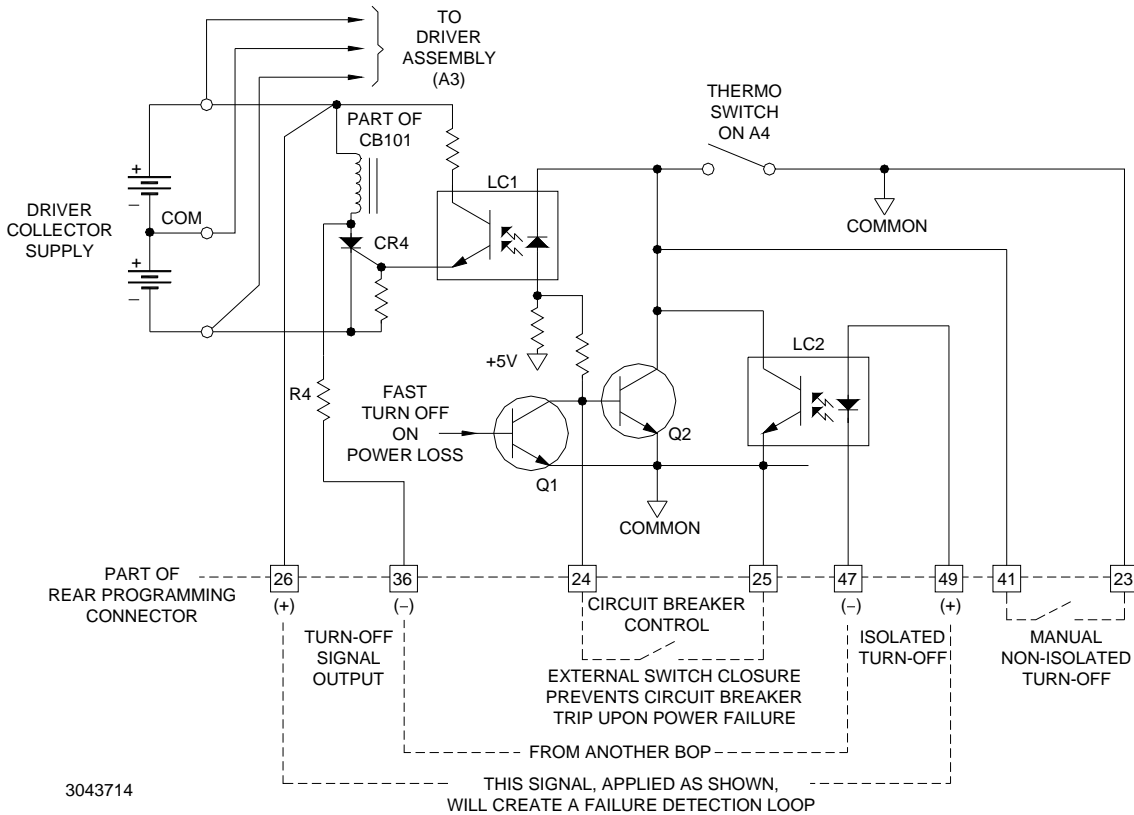 TO
DRIVER
ASSEMBLY
(A3)
THERMO
SWITCH
ON A4
PART OF
CB101
+
–
DRIVER
COLLECTOR
SUPPLY
COM
+
–
LC1
COMMON
CR4
+5V
LC2
R4
FAST
TURN OFF
ON
POWER LOSS
Q2
Q1
COMMON
PART OF
REAR PROGRAMMING
CONNECTOR
26
36
24
25
47
49
41
23
(+)
(–)
(–)
(+)
TURN-OFF
SIGNAL
OUTPUT
CIRCUIT BREAKER
CONTROL
ISOLATED
TURN-OFF
MANUAL
NON-ISOLATED
TURN-OFF
EXTERNAL SWITCH CLOSURE
PREVENTS CIRCUIT BREAKER
TRIP UPON POWER FAILURE
FROM ANOTHER BOP
THIS SIGNAL, APPLIED AS SHOWN,
WILL CREATE A FAILURE DETECTION LOOP
3043714